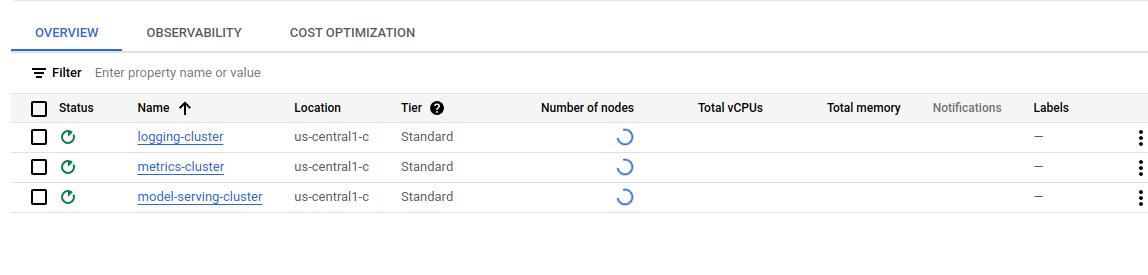 OVERVIEW OBSERVABILITY COST OPTIMIZATION
Filter Enter property name or value
Status Name Location Tier ? Number of nodes Total vCPUs Total memory Notifications Labels
logging-cluster us-central1-c Standard —
metrics-cluster us-central1-c Standard —
model-serving-cluster us-central1-c Standard —